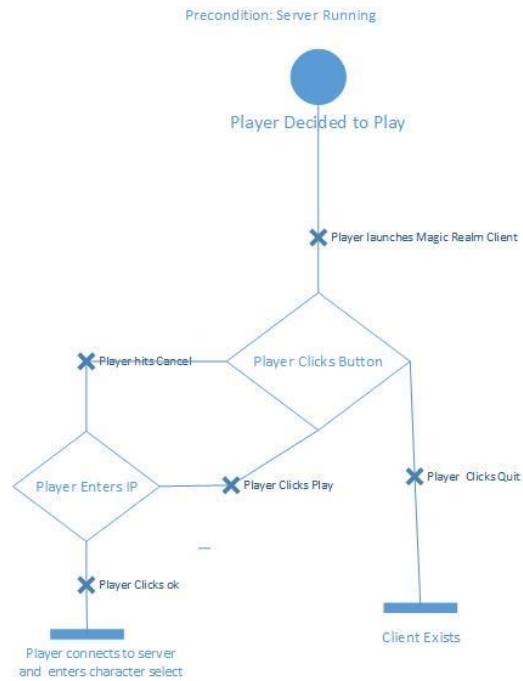 Precondition: Server Running
Player Decided to Play
Player launches Magic Realm Client
Player hits Cancel
Player Clicks Button
Player Enters IP
Player Clicks Play
Player Clicks Quit
Player Clicks ok
Client Exists
Player connects to server
and enters character select